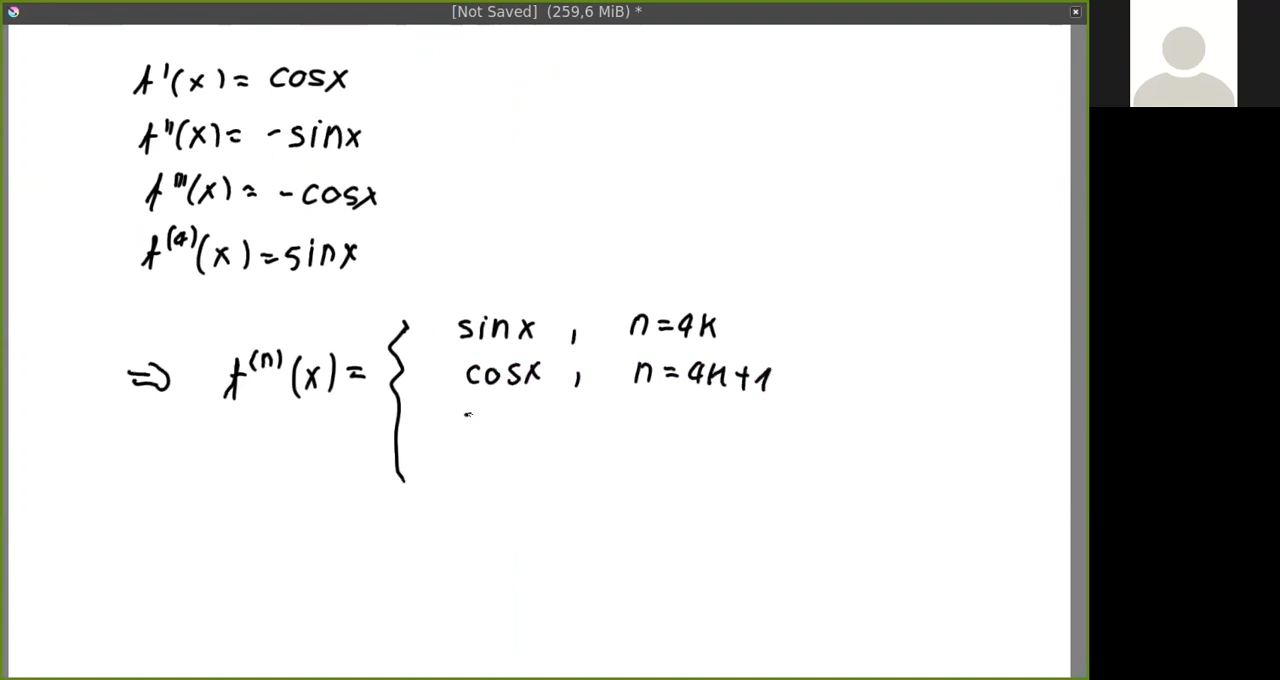 [Not Saved] (259,6 MiB) *
f'(x) = cosx
f''(x) = -sinx
f'''(x) = -cosx
f^(4)(x) = sinx
⇒ f^(n)(x) = {
sinx , n=4k
cosx , n=4k+1